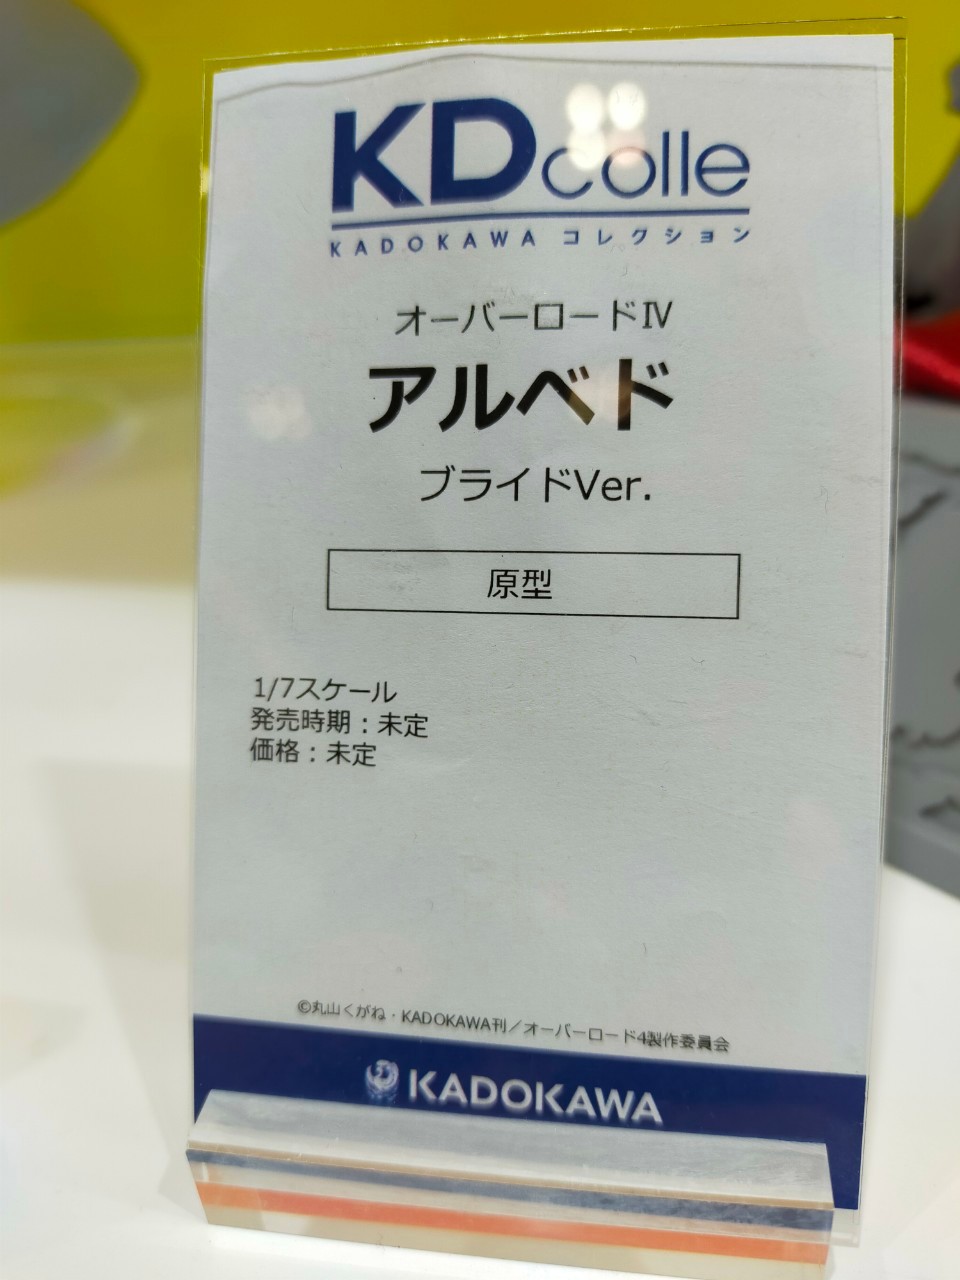 KDcolle
KADOKAWA コレクション
オーバーロードⅣ
アルベド
ブライドVer.
原型
1/7スケール
発売時期：未定
価格：未定
©丸山くがね・KADOKAWA刊／オーバーロード4製作委員会
KADOKAWA